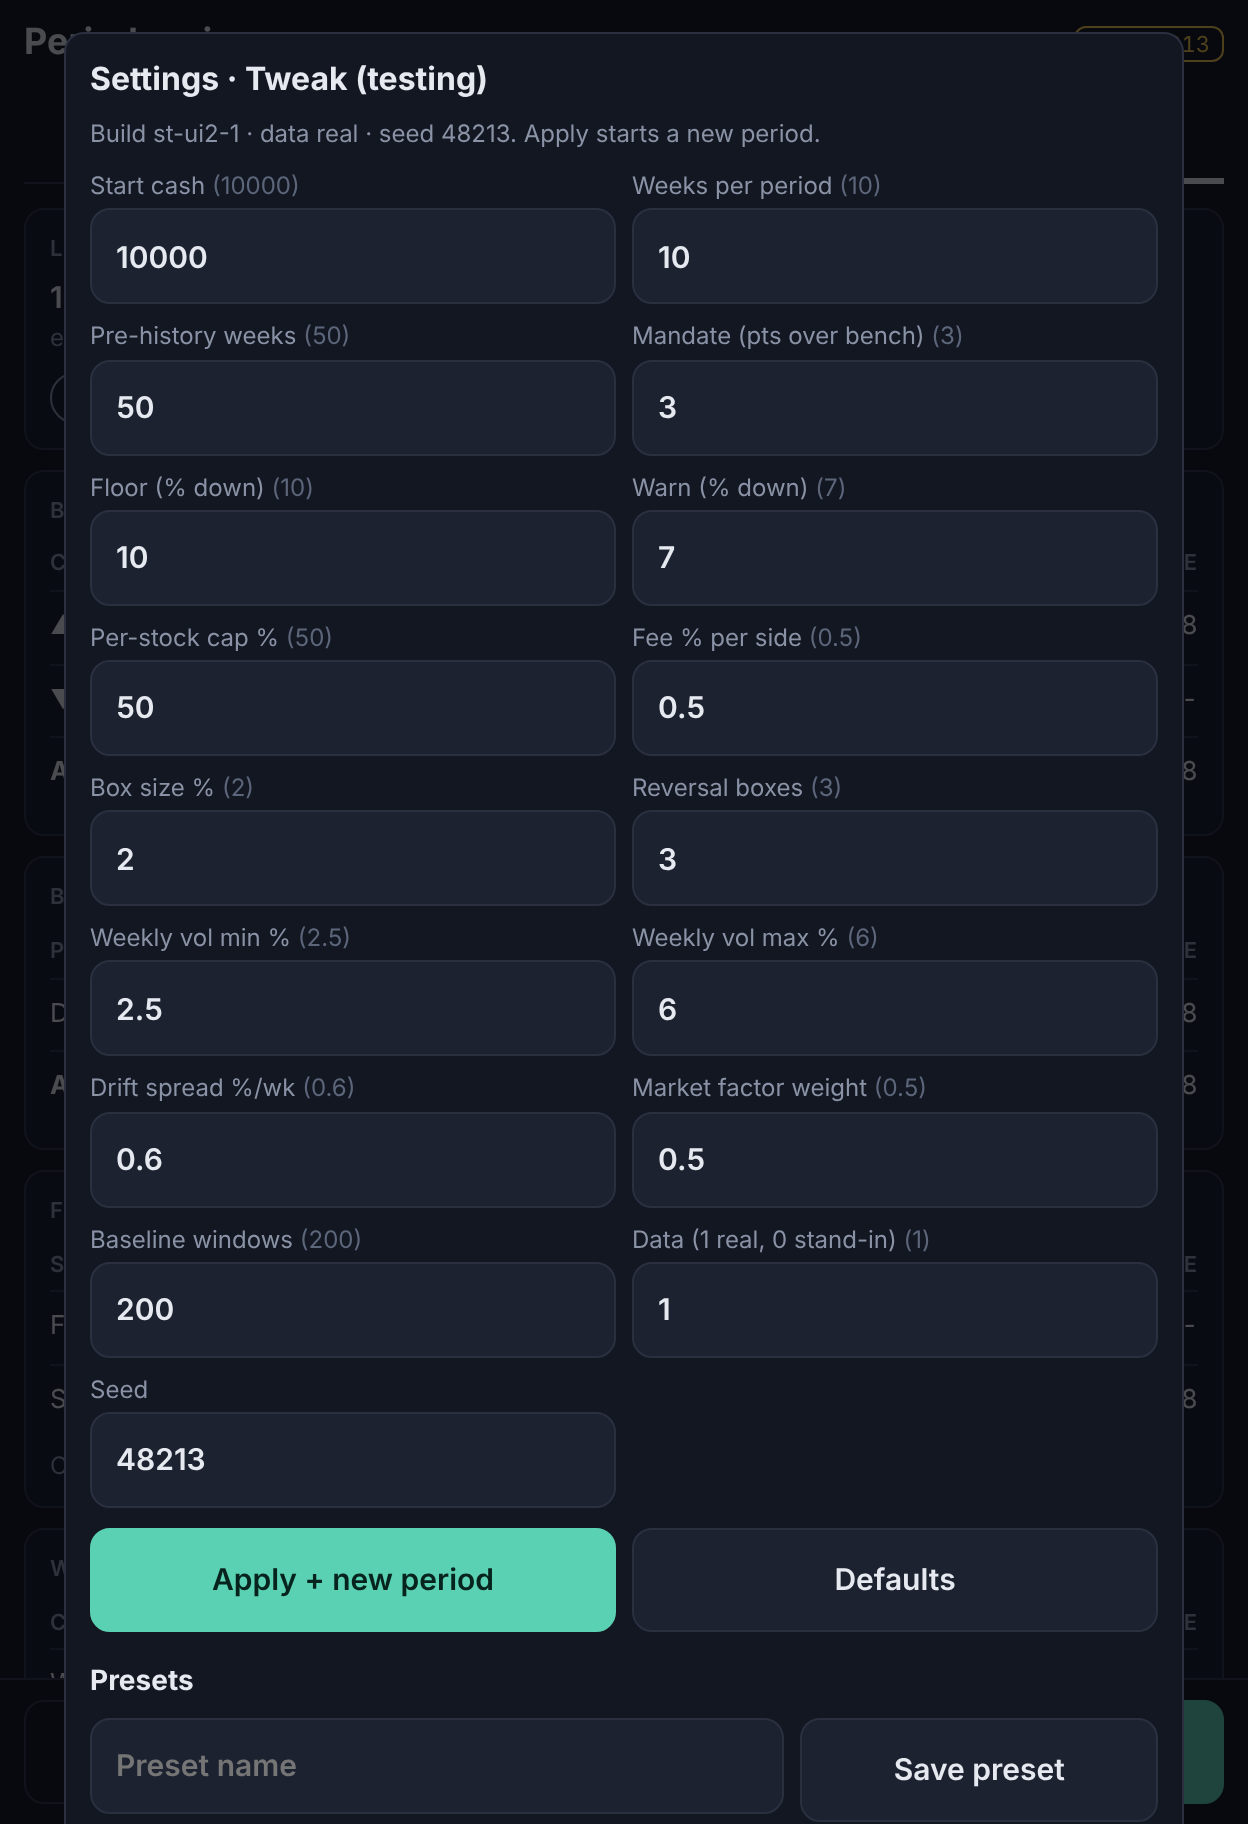 Settings · Tweak (testing)
Build st-ui2-1 · data real · seed 48213. Apply starts a new period.
Start cash (10000)
Weeks per period (10)
10000
10
Pre-history weeks (50)
Mandate (pts over bench) (3)
50
3
Floor (% down) (10)
Warn (% down) (7)
10
7
Per-stock cap % (50)
Fee % per side (0.5)
50
0.5
Box size % (2)
Reversal boxes (3)
2
3
Weekly vol min % (2.5)
Weekly vol max % (6)
2.5
6
Drift spread %/wk (0.6)
Market factor weight (0.5)
0.6
0.5
Baseline windows (200)
Data (1 real, 0 stand-in) (1)
200
1
Seed
48213
Apply + new period
Defaults
Presets
Preset name
Save preset